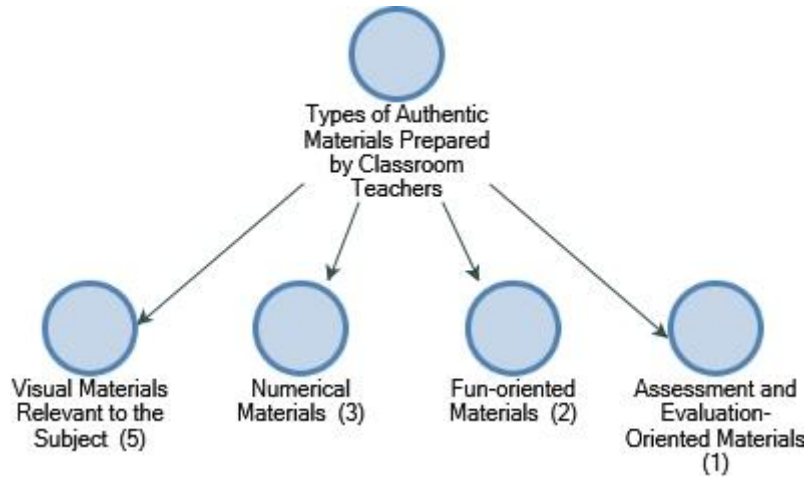 Types of Authentic
Materials Prepared
by Classroom
Teachers
Visual Materials
Relevant to the
Subject (5)
Numerical
Materials (3)
Fun-oriented
Materials (2)
Assessment and
Evaluation-
Oriented Materials
(1)